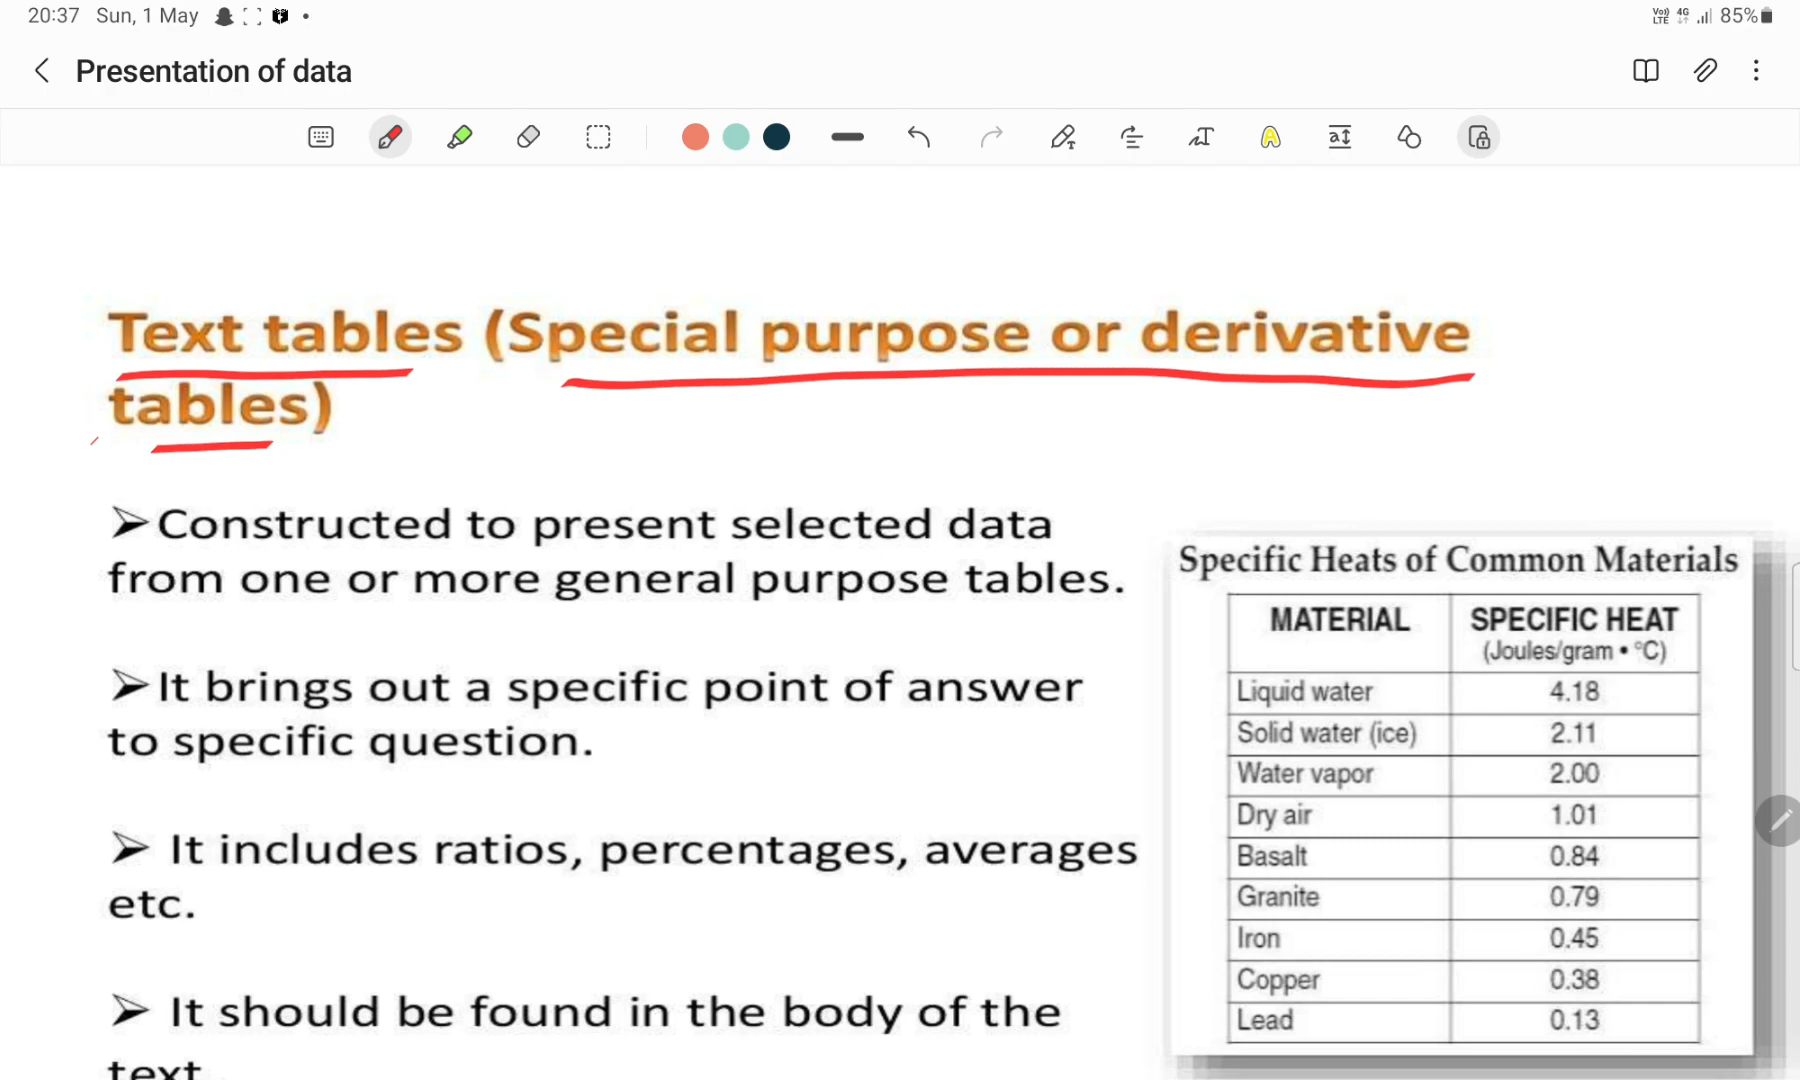 20:37 Sun, 1 May
Vo)) LTE 4G 85%
Presentation of data
Text tables (Special purpose or derivative
tables)
➢Constructed to present selected data
from one or more general purpose tables.
➢It brings out a specific point of answer
to specific question.
➢ It includes ratios, percentages, averages
etc.
➢ It should be found in the body of the
text.
Specific Heats of Common Materials
MATERIAL SPECIFIC HEAT
(Joules/gram • °C)
Liquid water 4.18
Solid water (ice) 2.11
Water vapor 2.00
Dry air 1.01
Basalt 0.84
Granite 0.79
Iron 0.45
Copper 0.38
Lead 0.13